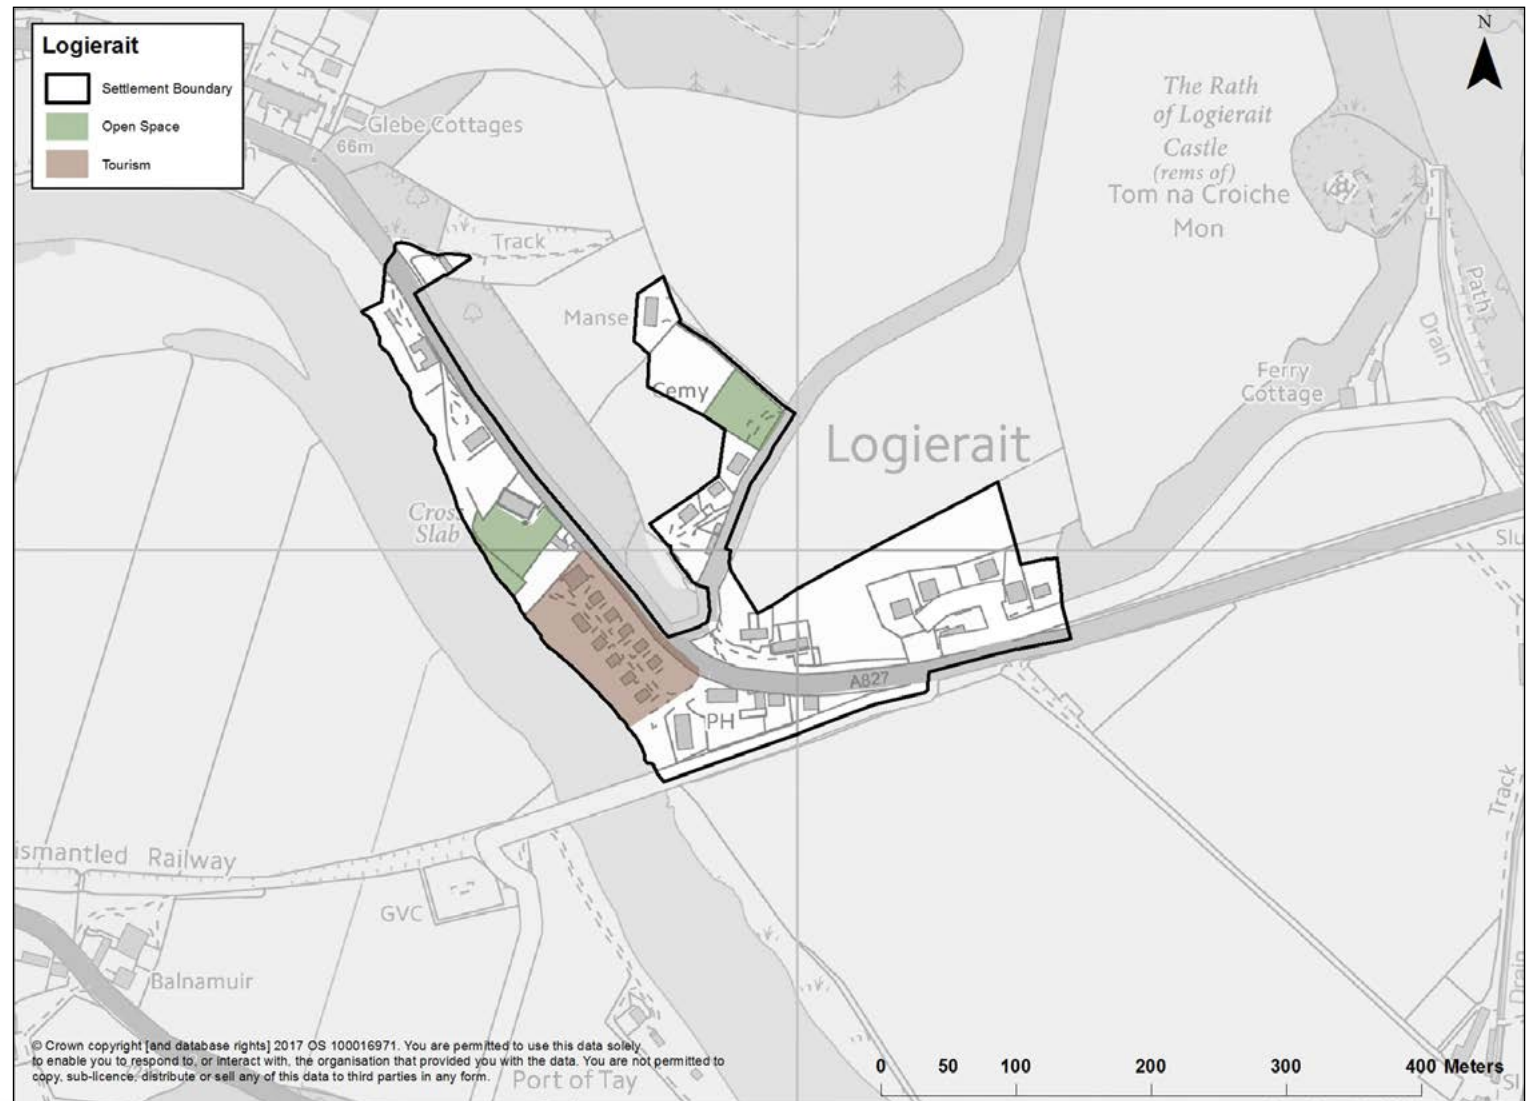 Logierait
Settlement Boundary
Open Space
Tourism
N
Glebe Cottages
66m
The Rath
of Logierait
Castle
(rems of)
Tom na Croiche
Mon
Track
Path
Drain
Manse
Cemy
Ferry
Cottage
Logierait
Cross
Slab
Slu
A827
PH
Track
ismantled Railway
GVC
Drain
Balnamuir
© Crown copyright [and database rights] 2017 OS 100016971. You are permitted to use this data solely
to enable you to respond to, or interact with, the organisation that provided you with the data. You are not permitted to
copy, sub-licence, distribute or sell any of this data to third parties in any form.
Port of Tay
0 50 100 200 300 400 Meters
Sl